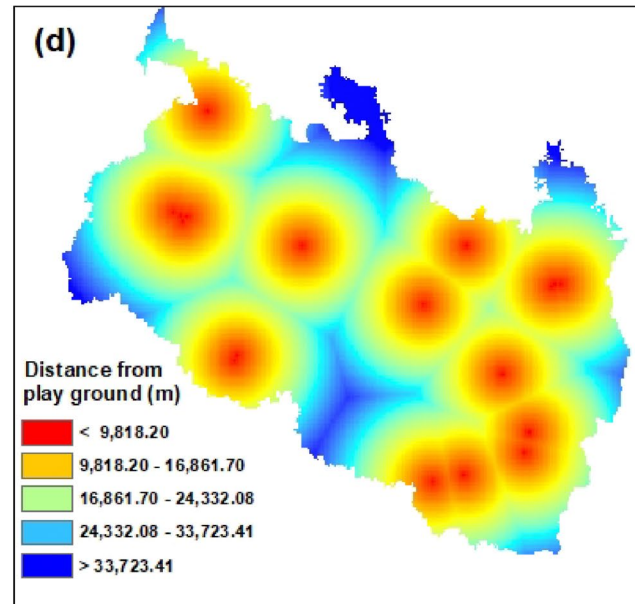 (d)
Distance from
play ground (m)
< 9,818.20
9,818.20 - 16,861.70
16,861.70 - 24,332.08
24,332.08 - 33,723.41
> 33,723.41